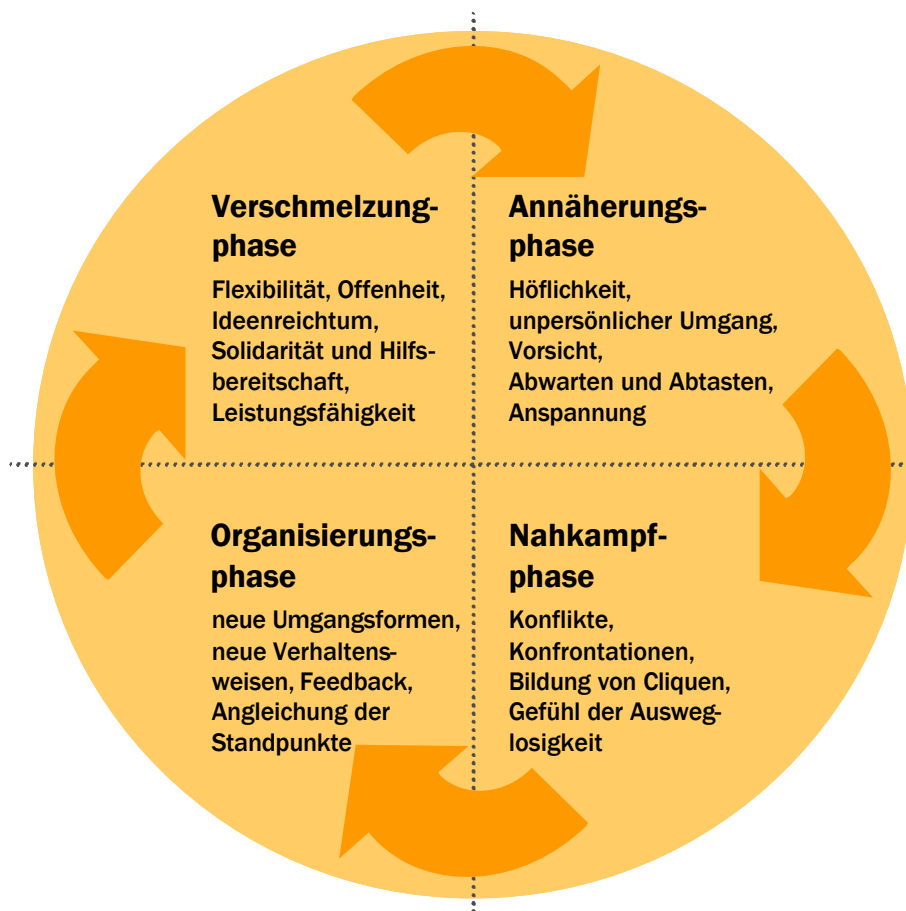 Verschmelzung-
phase
Flexibilität, Offenheit,
Ideenreichtum,
Solidarität und Hilfs-
bereitschaft,
Leistungsfähigkeit
Annäherungs-
phase
Höflichkeit,
unpersönlicher Umgang,
Vorsicht,
Abwarten und Abtasten,
Anspannung
Organisierungs-
phase
neue Umgangsformen,
neue Verhaltens-
weisen, Feedback,
Angleichung der
Standpunkte
Nahkampf-
phase
Konflikte,
Konfrontationen,
Bildung von Cliquen,
Gefühl der Ausweg-
losigkeit